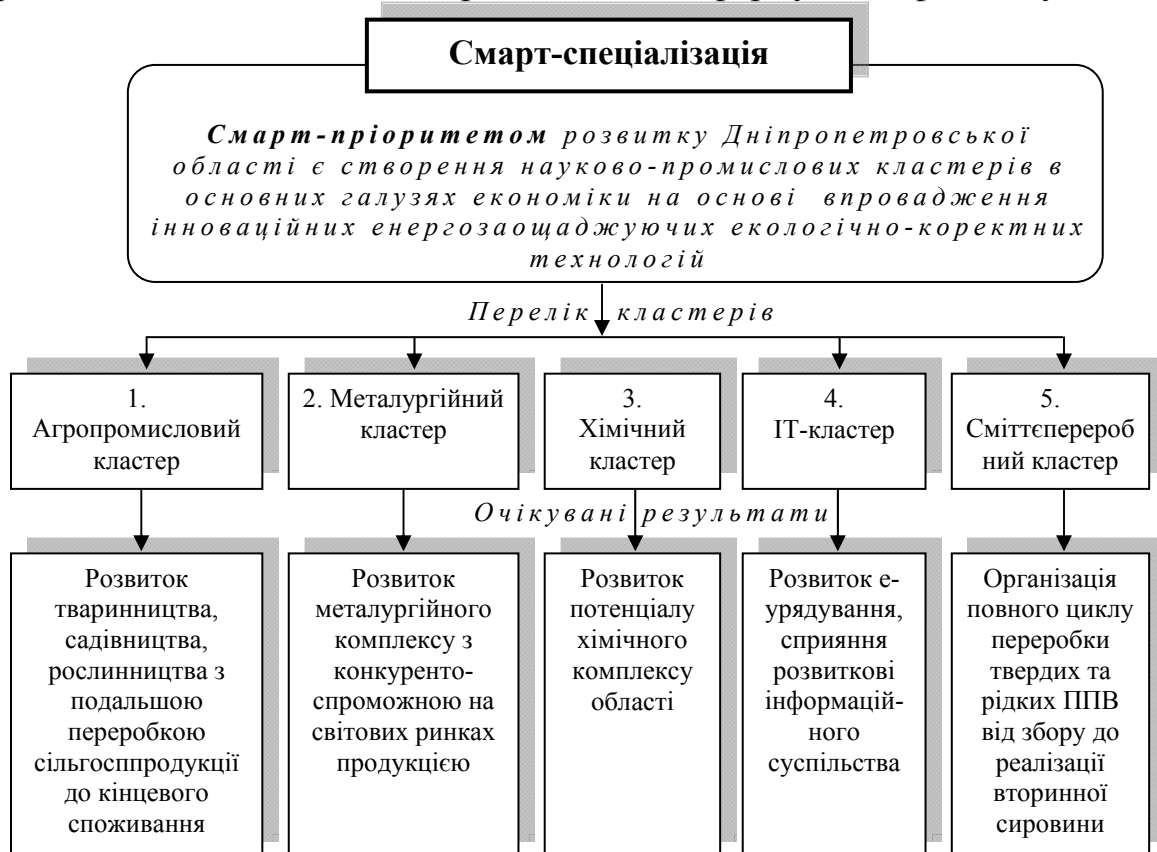 Смарт-спеціалізація
Смарт-пріоритетом розвитку Дніпропетровської
області є створення науково-промислових кластерів в
основних галузях економіки на основі впровадження
інноваційних енергозаощаджуючих екологічно-коректних
технологій
Перелік кластерів
1.
Агропромисловий
кластер
2. Металургійний
кластер
3.
Хімічний
кластер
4.
ІТ-кластер
5.
Сміттєперероб
ний кластер
Очікувані результати
Розвиток
тваринництва,
садівництва,
рослинництва з
подальшою
переробкою
сільгосппродукції
до кінцевого
споживання
Розвиток
металургійного
комплексу з
конкуренто-
спроможною на
світових ринках
продукцією
Розвиток
потенціалу
хімічного
комплексу
області
Розвиток е-
урядування,
сприяння
розвиткові
інформацій-
ного
суспільства
Організація
повного циклу
переробки
твердих та
рідких ППВ
від збору до
реалізації
вторинної
сировини